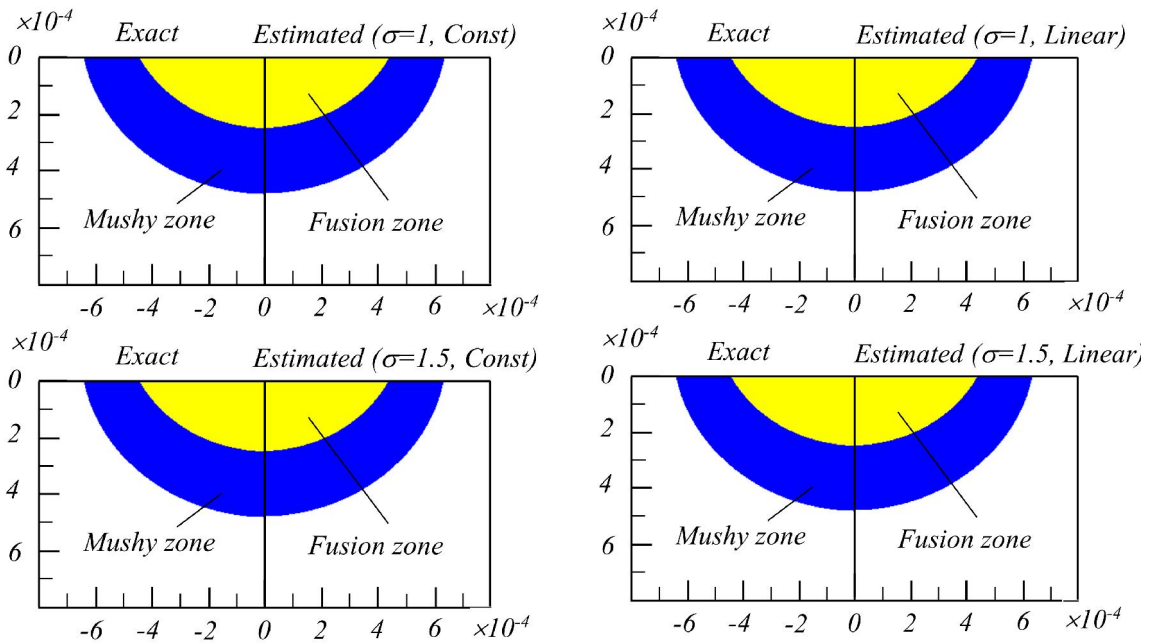 ×10-4
Exact Estimated (σ=1, Const)
0
2
4
6
Mushy zone
Fusion zone
-6 -4 -2 0 2 4 6 ×10-4
×10-4
Exact Estimated (σ=1, Linear)
0
2
4
6
Mushy zone
Fusion zone
-6 -4 -2 0 2 4 6 ×10-4
×10-4
Exact Estimated (σ=1.5, Const)
0
2
4
6
Mushy zone
Fusion zone
-6 -4 -2 0 2 4 6 ×10-4
×10-4
Exact Estimated (σ=1.5, Linear)
0
2
4
6
Mushy zone
Fusion zone
-6 -4 -2 0 2 4 6 ×10-4